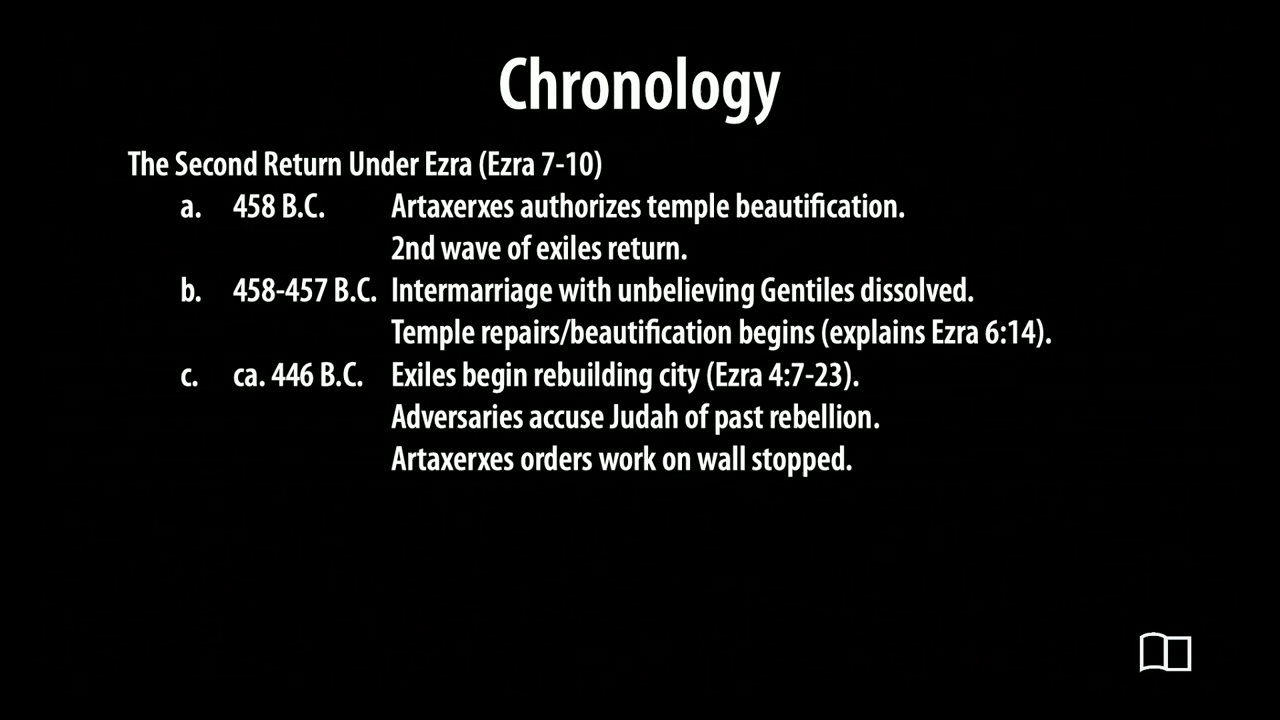 Chronology
The Second Return Under Ezra (Ezra 7-10)
a. 458 B.C. Artaxerxes authorizes temple beautification.
2nd wave of exiles return.
b. 458-457 B.C. Intermarriage with unbelieving Gentiles dissolved.
Temple repairs/beautification begins (explains Ezra 6:14).
c. ca. 446 B.C. Exiles begin rebuilding city (Ezra 4:7-23).
Adversaries accuse Judah of past rebellion.
Artaxerxes orders work on wall stopped.